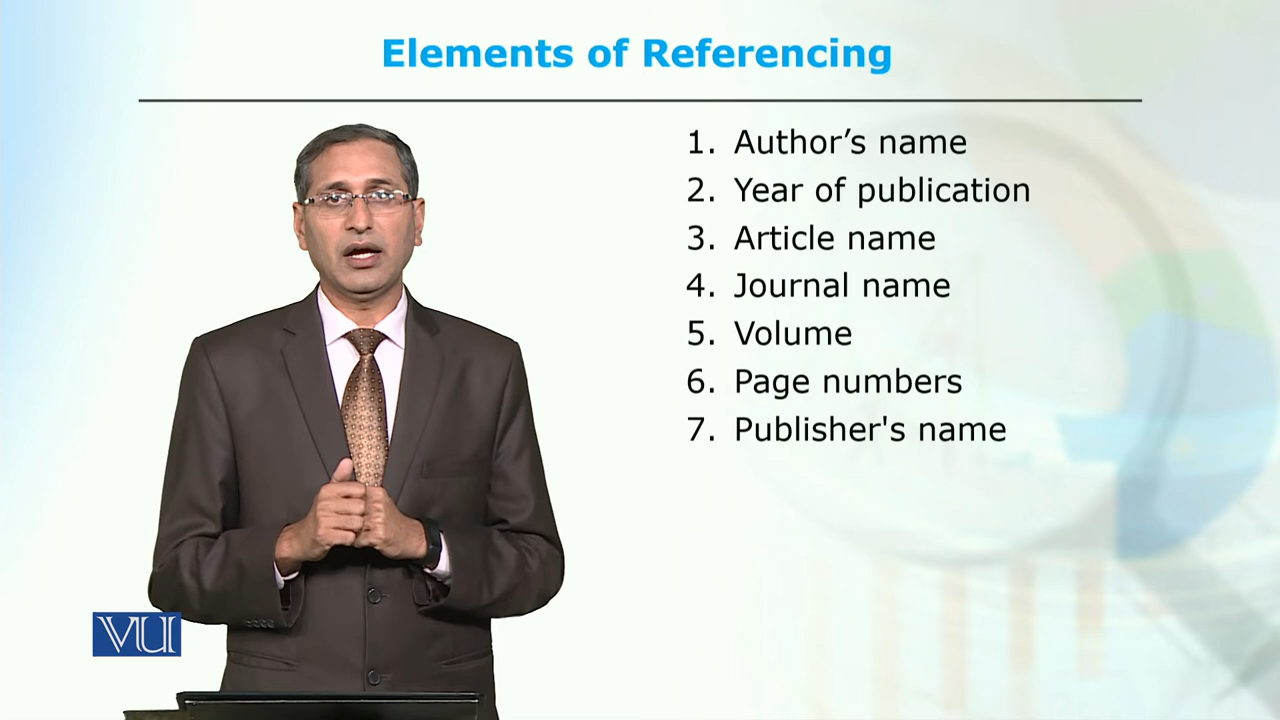 Elements of Referencing
1. Author’s name
2. Year of publication
3. Article name
4. Journal name
5. Volume
6. Page numbers
7. Publisher's name
VU